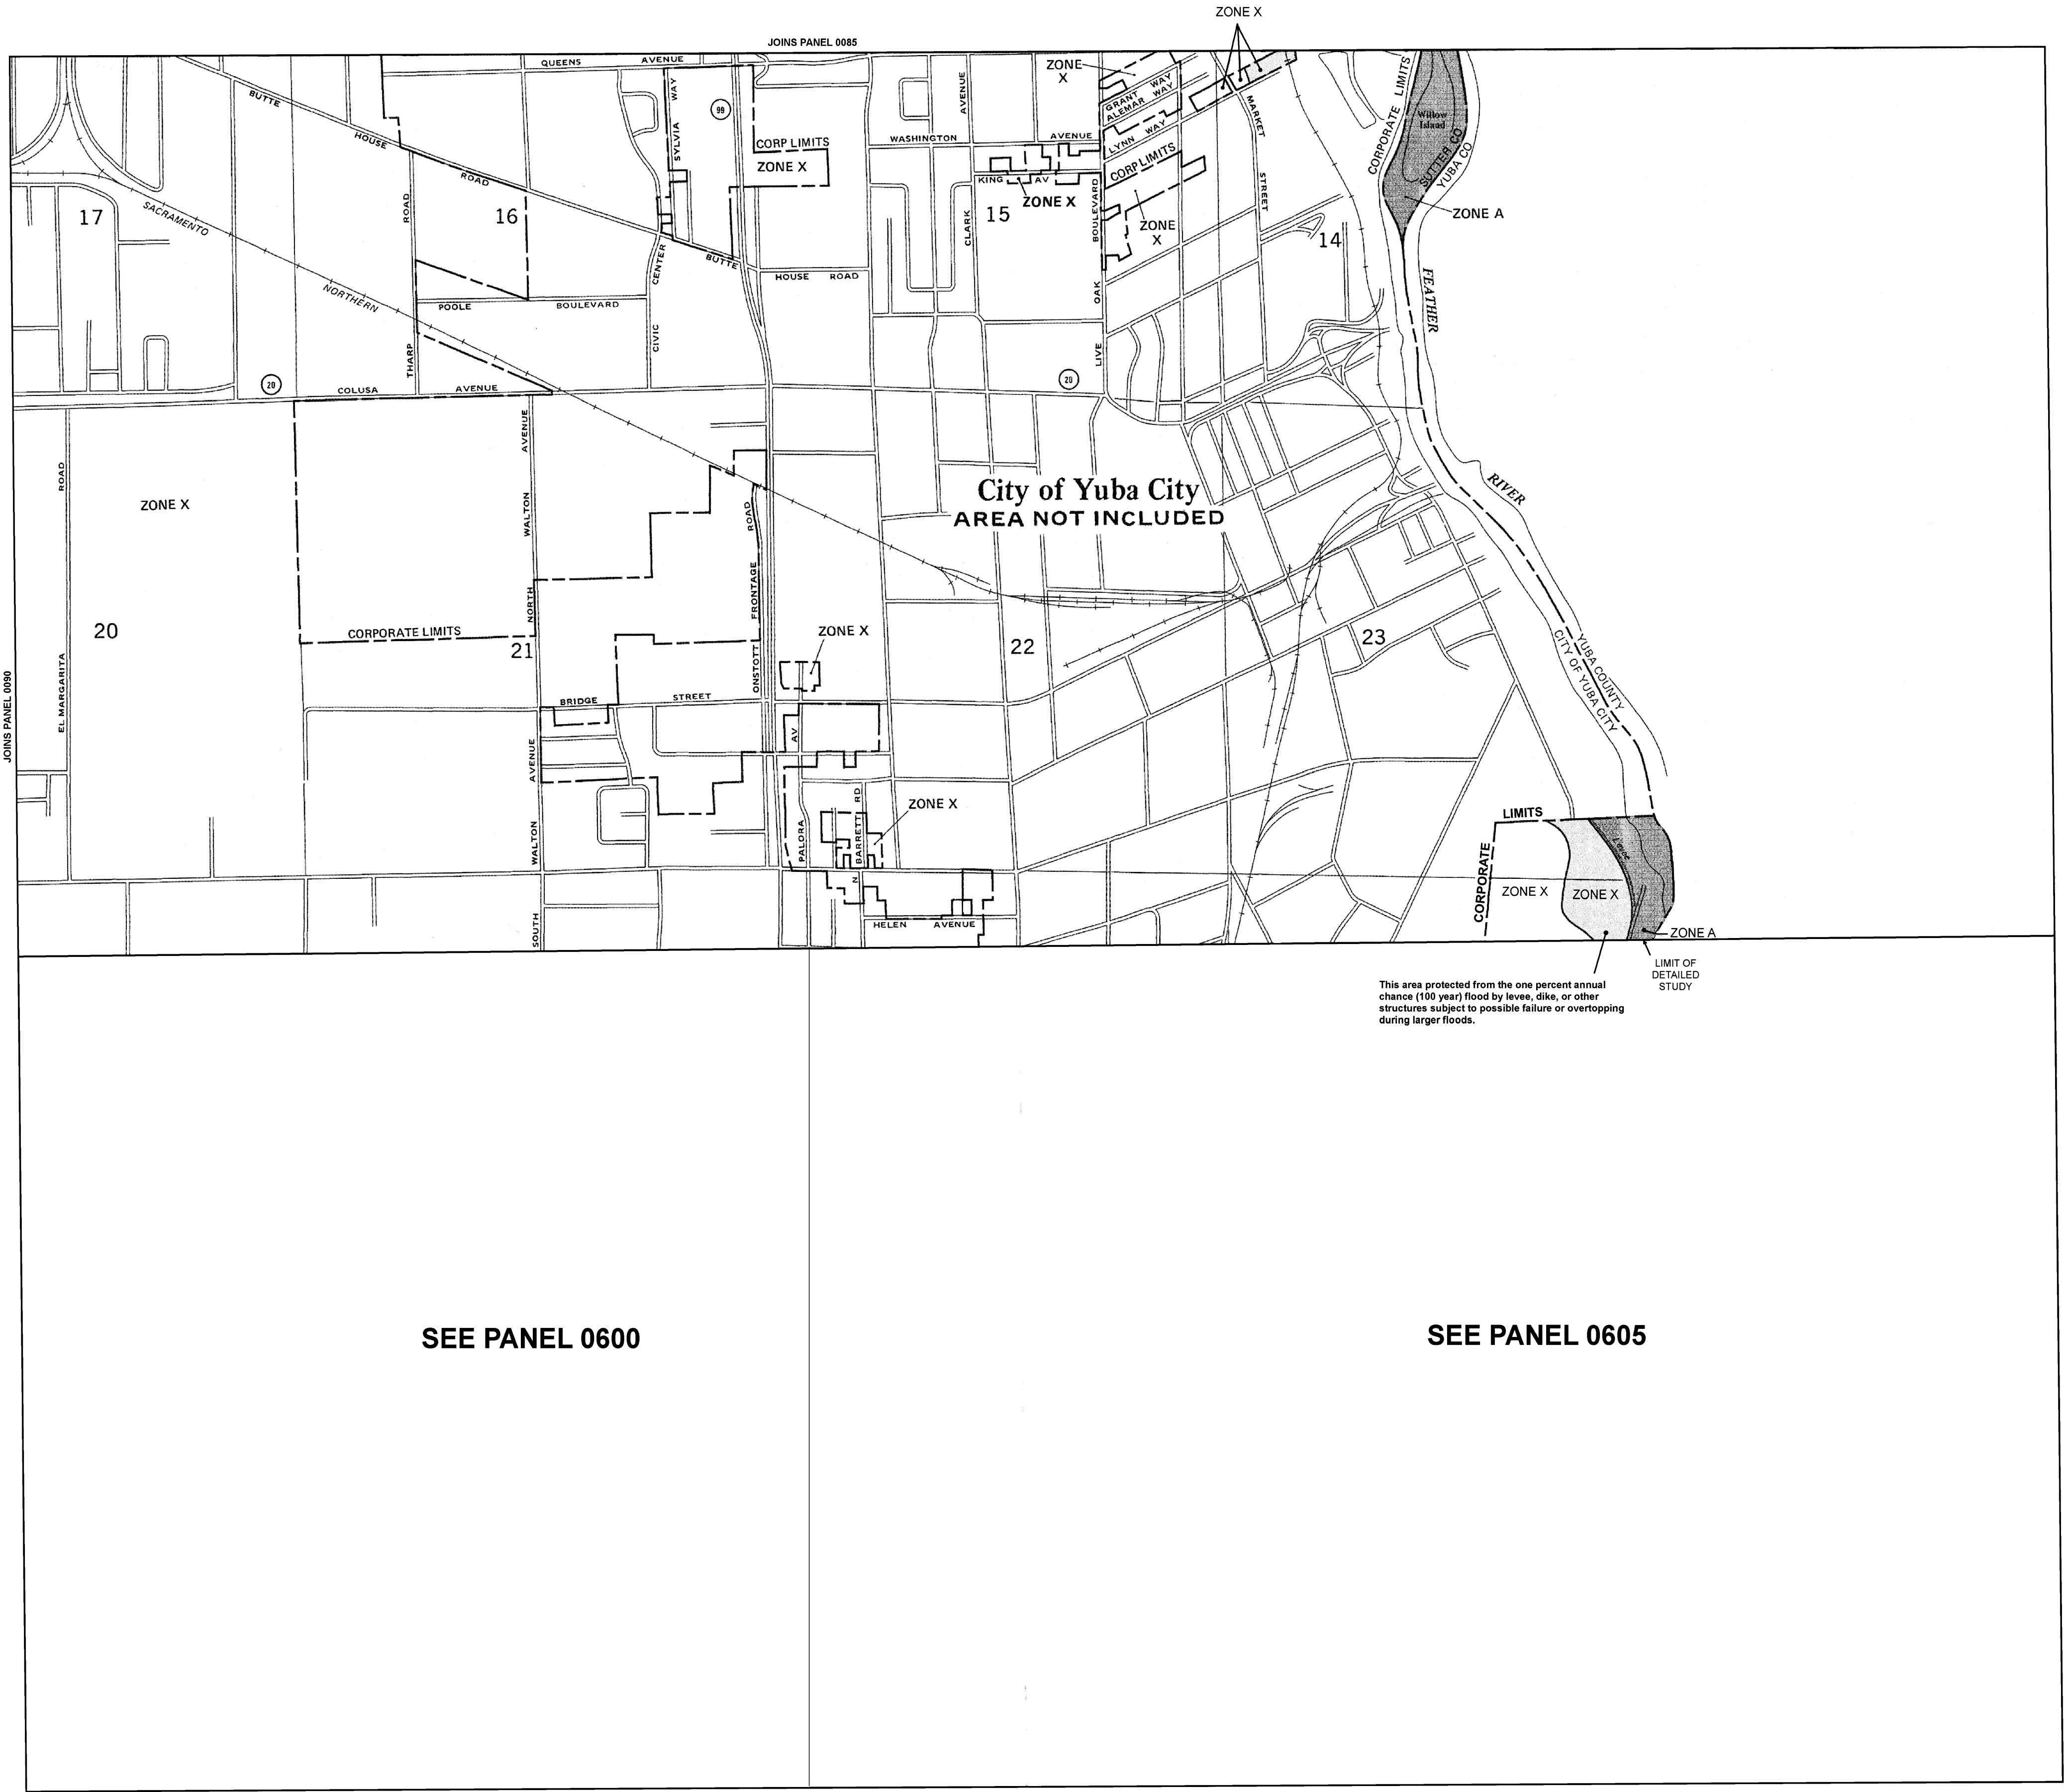 ZONE X
JOINS PANEL 0085
QUEENS AVENUE
ZONE
X
GRANT WAY
ALEMAR WAY
LYNN WAY
CORP LIMITS
MARKET
STREET
CORPORATE LIMITS
Willow
Island
SUTTER CO
YUBA CO
ZONE A
BUTTE
HOUSE
ROAD
SYLVIA WAY
99
CORP LIMITS
ZONE X
AVENUE
WASHINGTON
AVENUE
KING AV
ZONE X
ZONE
X
17
16
15
14
SACRAMENTO
NORTHERN
ROAD
THARP
CENTER
CIVIC
BUTTE
HOUSE ROAD
CLARK
BOULEVARD
OAK
LIVE
FEATHER
RIVER
POOLE BOULEVARD
20
COLUSA AVENUE
20
ROAD
EL MARGARITA
ZONE X
AVENUE
WALTON
NORTH
ROAD
FRONTAGE
ONSTOTT
City of Yuba City
AREA NOT INCLUDED
20
CORPORATE LIMITS
21
ZONE X
22
23
YUBA COUNTY
CITY OF YUBA CITY
JOINS PANEL 0090
BRIDGE STREET
AVENUE
WALTON
SOUTH
AV
PALORA
RD
BARRETT
N
ZONE X
HELEN AVENUE
LIMITS
CORPORATE
Levee
ZONE X
ZONE X
ZONE A
LIMIT OF
DETAILED
STUDY
This area protected from the one percent annual
chance (100 year) flood by levee, dike, or other
structures subject to possible failure or overtopping
during larger floods.
SEE PANEL 0600
SEE PANEL 0605